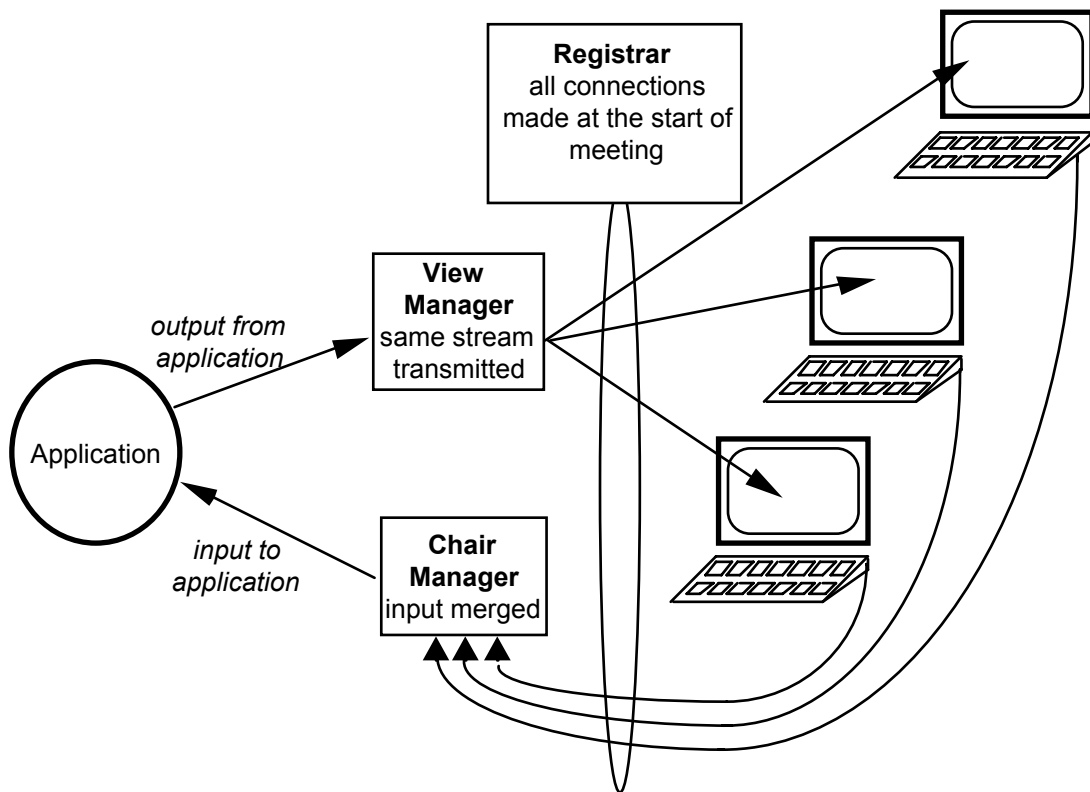 Registrar
all connections
made at the start of
meeting
View
Manager
same stream
transmitted
output from
application
Application
input to
application
Chair
Manager
input merged